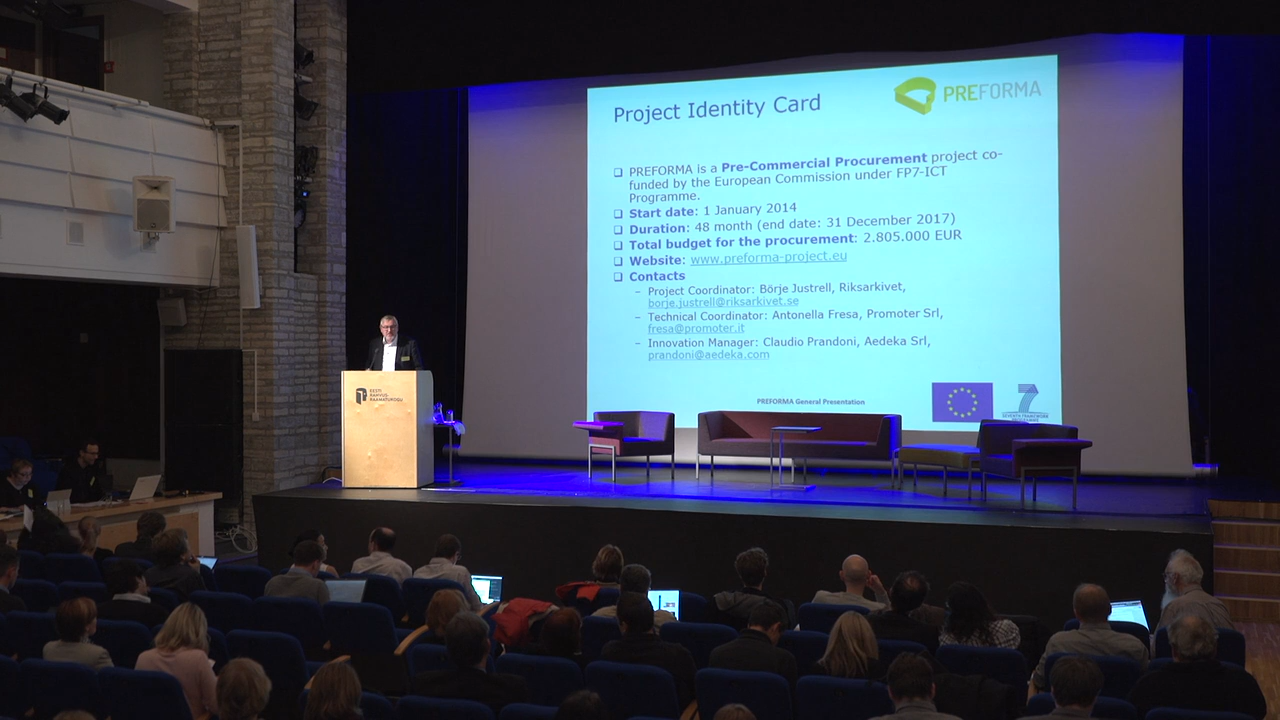 Project Identity Card
PREFORMA
❑ PREFORMA is a Pre-Commercial Procurement project co-
funded by the European Commission under FP7-ICT
Programme.
❑ Start date: 1 January 2014
❑ Duration: 48 month (end date: 31 December 2017)
❑ Total budget for the procurement: 2.805.000 EUR
❑ Website: www.preforma-project.eu
❑ Contacts
– Project Coordinator: Börje Justrell, Riksarkivet,
borje.justrell@riksarkivet.se
– Technical Coordinator: Antonella Fresa, Promoter Srl,
fresa@promoter.it
– Innovation Manager: Claudio Prandoni, Aedeka Srl,
prandoni@aedeka.com
PREFORMA General Presentation
SEVENTH FRAMEWORK
PROGRAMME
EESTI
RAHVUS-
RAAMATUKOGU